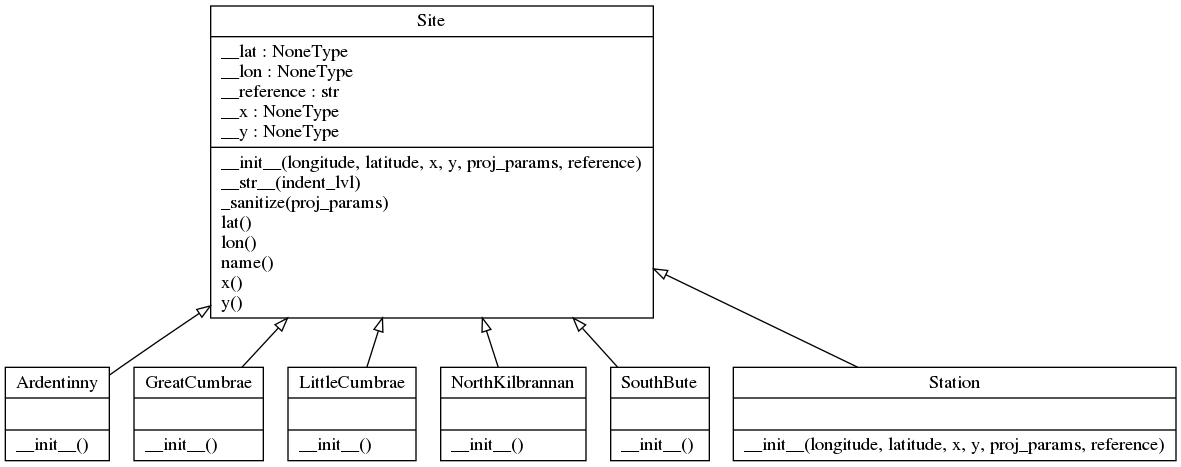 Site
__lat : NoneType
__lon : NoneType
__reference : str
__x : NoneType
__y : NoneType
__init__(longitude, latitude, x, y, proj_params, reference)
__str__(indent_lvl)
_sanitize(proj_params)
lat()
lon()
name()
x()
y()
Ardentinny
__init__()
GreatCumbrae
__init__()
LittleCumbrae
__init__()
NorthKilbrannan
__init__()
SouthBute
__init__()
Station
__init__(longitude, latitude, x, y, proj_params, reference)